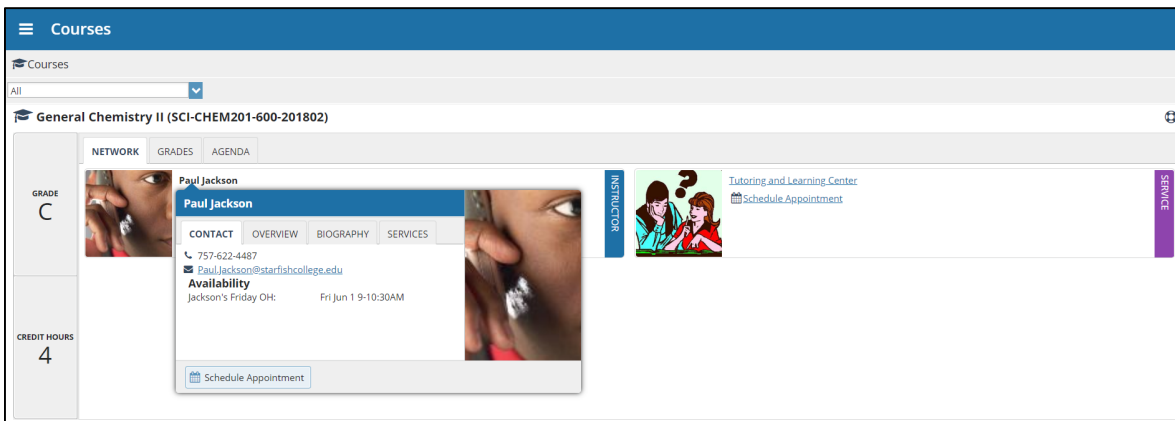 Courses
Courses
All
General Chemistry II (SCI-CHEM201-600-201802)
NETWORK GRADES AGENDA
GRADE
C
CREDIT HOURS
4
Paul Jackson
INSTRUCTOR
Paul Jackson
CONTACT OVERVIEW BIOGRAPHY SERVICES
757-622-4487
Paul.Jackson@starfishcollege.edu
Availability
Jackson's Friday OH: Fri Jun 1 9-10:30AM
Schedule Appointment
Tutoring and Learning Center
Schedule Appointment
SERVICE